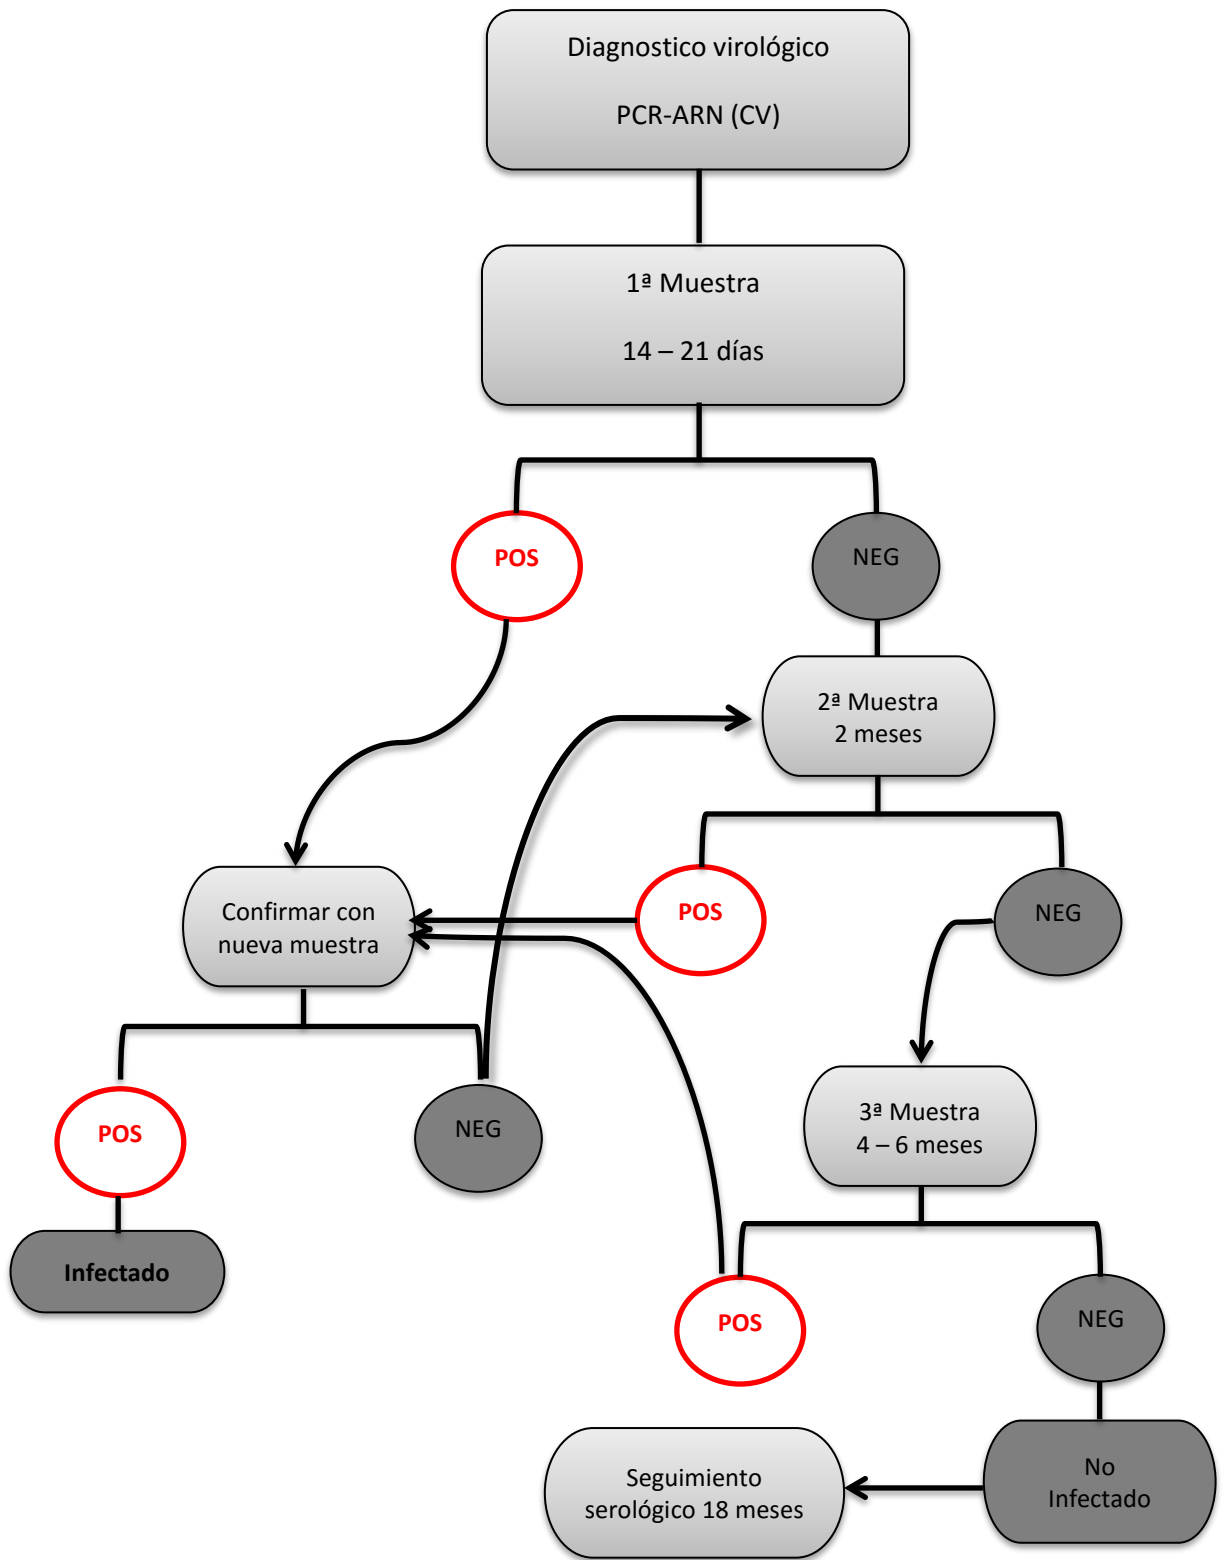 Diagnostico virológico
PCR-ARN (CV)
1ª Muestra
14 – 21 días
POS
NEG
2ª Muestra
2 meses
Confirmar con
nueva muestra
POS
NEG
POS
NEG
3ª Muestra
4 – 6 meses
Infectado
POS
NEG
Seguimiento
serológico 18 meses
No
Infectado